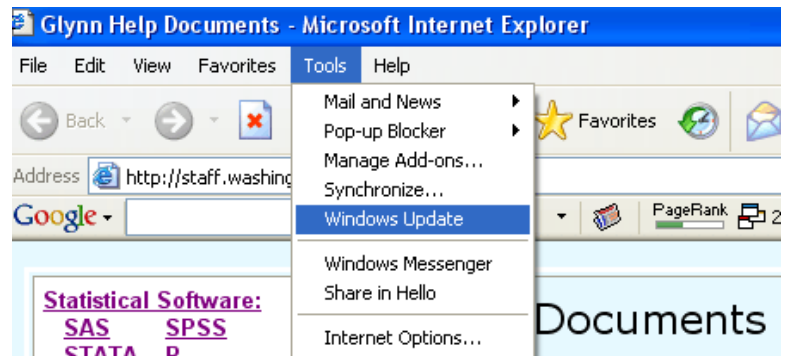 Glynn Help Documents - Microsoft Internet Explorer
File Edit View Favorites Tools Help
Mail and News
Back Pop-up Blocker Favorites
Manage Add-ons...
Address http://staff.washing
Synchronize...
Google Windows Update PageRank 2
Windows Messenger
Statistical Software: Share in Hello
Documents
SAS SPSS
Internet Options...
STATA R